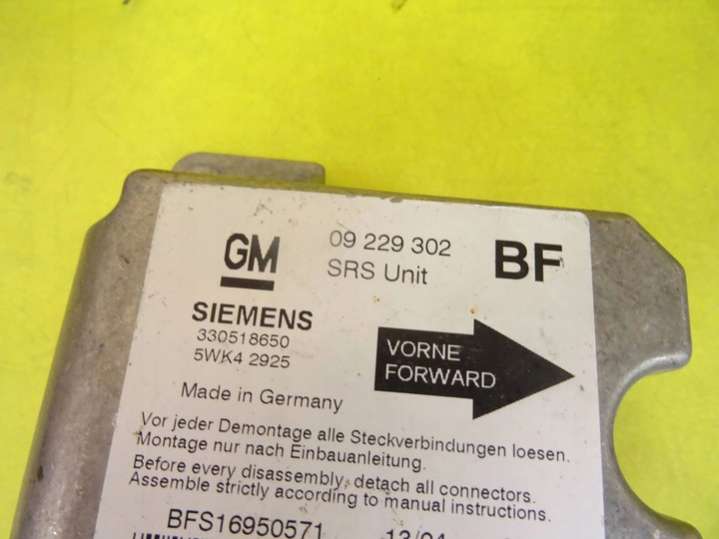 GM
09 229 302
BF
SRS Unit
SIEMENS
330518650
5WK4 2925
VORNE
FORWARD
Made in Germany
Vor jeder Demontage alle Steckverbindungen loesen.
Montage nur nach Einbauanleitung.
Before every disassembly, detach all connectors.
Assemble strictly according to manual instructions.
BFS16950571